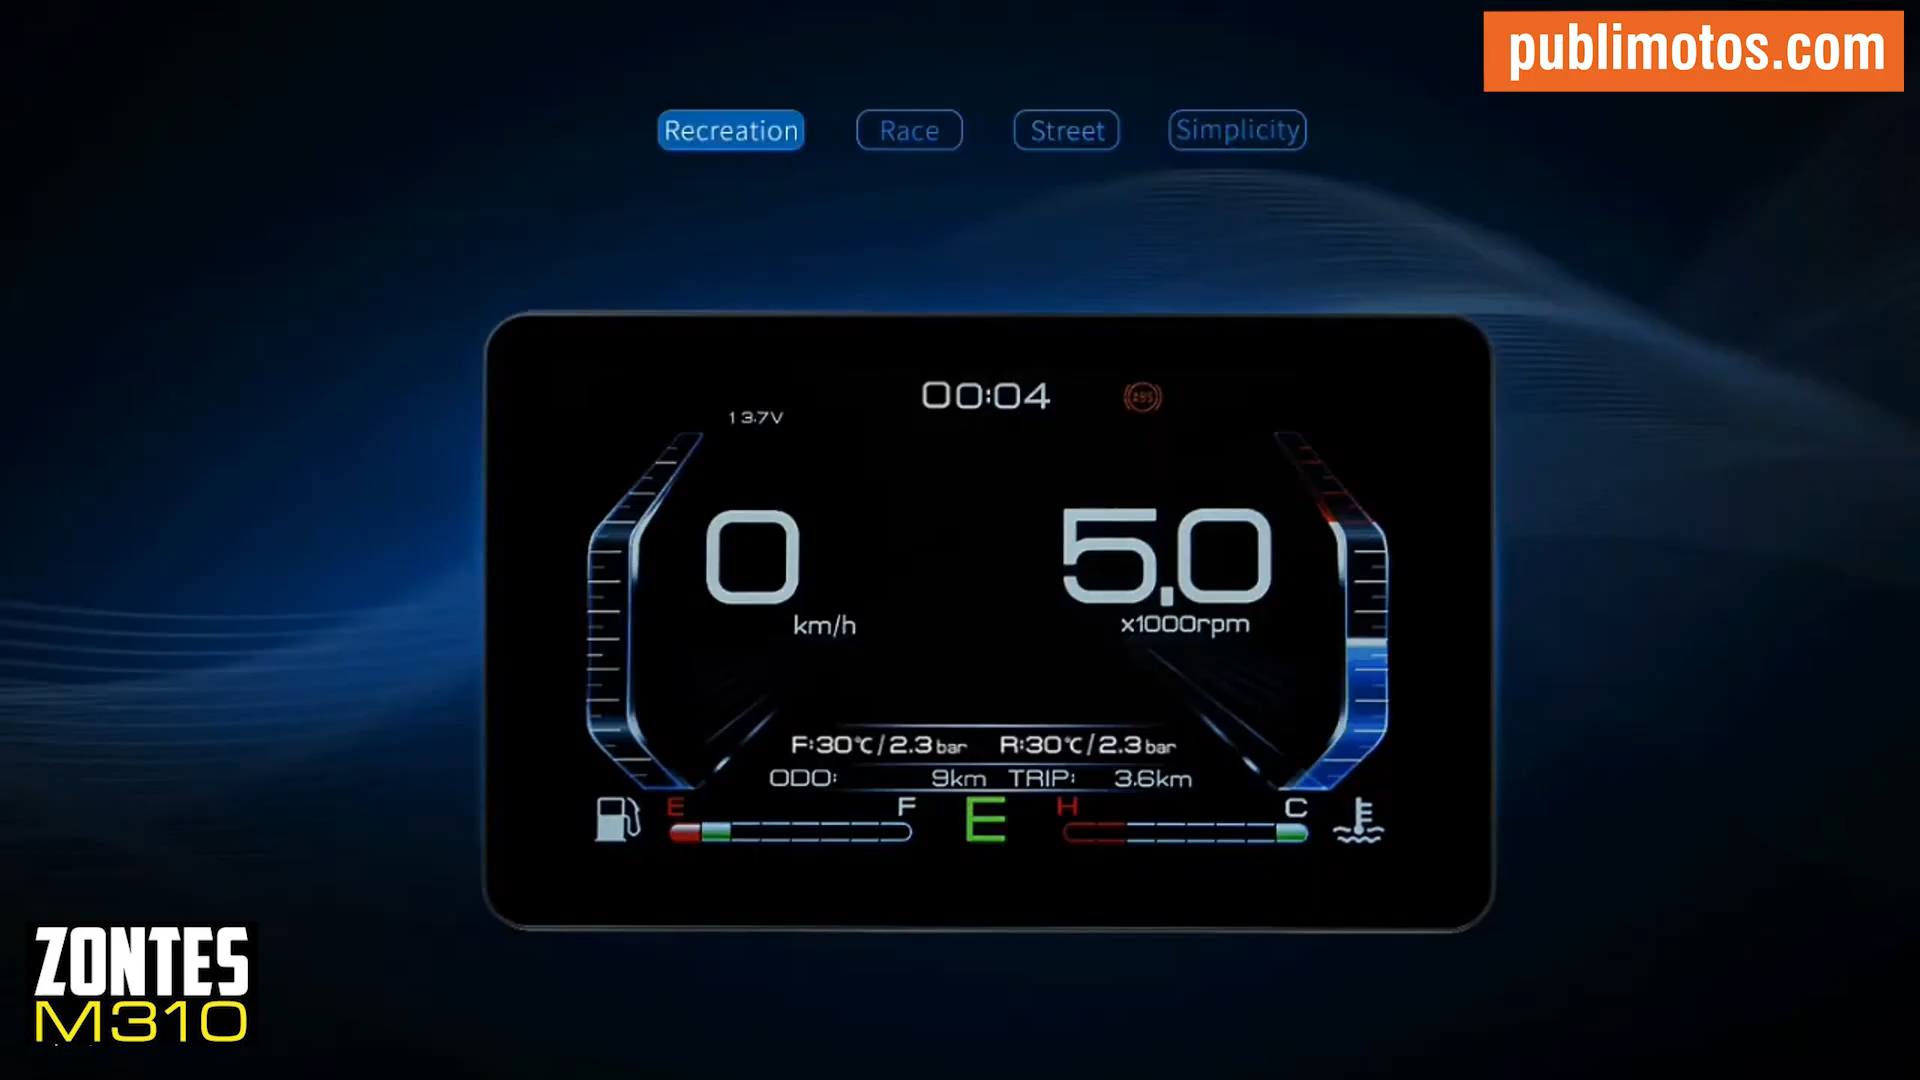 publimotos.com
Recreation Race Street Simplicity
00:04
ABS
13.7V
0
km/h
5.0
x1000rpm
F:30℃/2.3bar R:30℃/2.3bar
ODO: 9km TRIP: 3.6km
E F E H C
ZONTES
M310